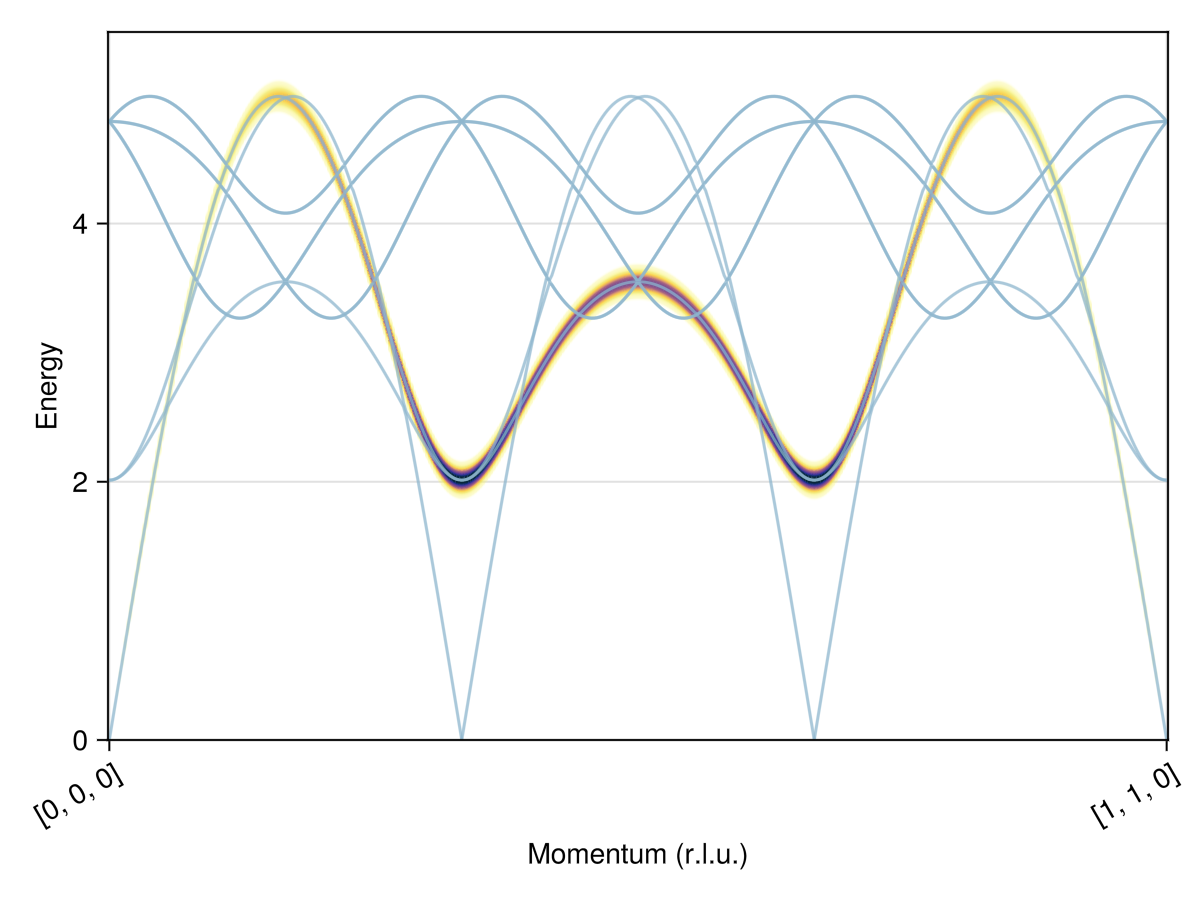 Energy
4
2
0
[0, 0, 0]
[1, 1, 0]
Momentum (r.l.u.)